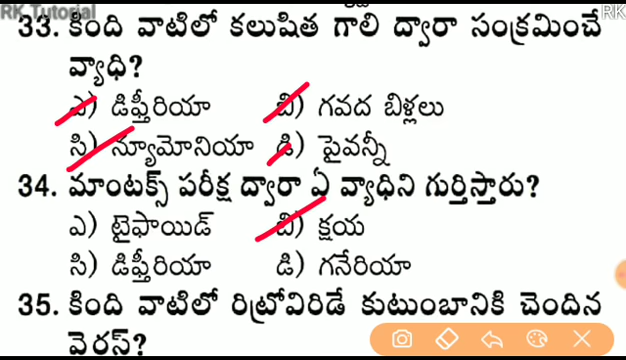 RK Tutorial
RK
33. కింది వాటిలో కలుషిత గాలి ద్వారా సంక్రమించే
వ్యాధి?
ఎ) డిఫ్తీరియా బి) గవద బిళ్లలు
సి) న్యూమోనియా డి) పైవన్నీ
34. మాంటక్స్ పరీక్ష ద్వారా ఏ వ్యాధిని గుర్తిస్తారు?
ఎ) టైఫాయిడ్ బి) క్షయ
సి) డిఫ్తీరియా డి) గనేరియా
35. కింది వాటిలో రిట్రోవిరిడే కుటుంబానికి చెందిన
వైరస్?